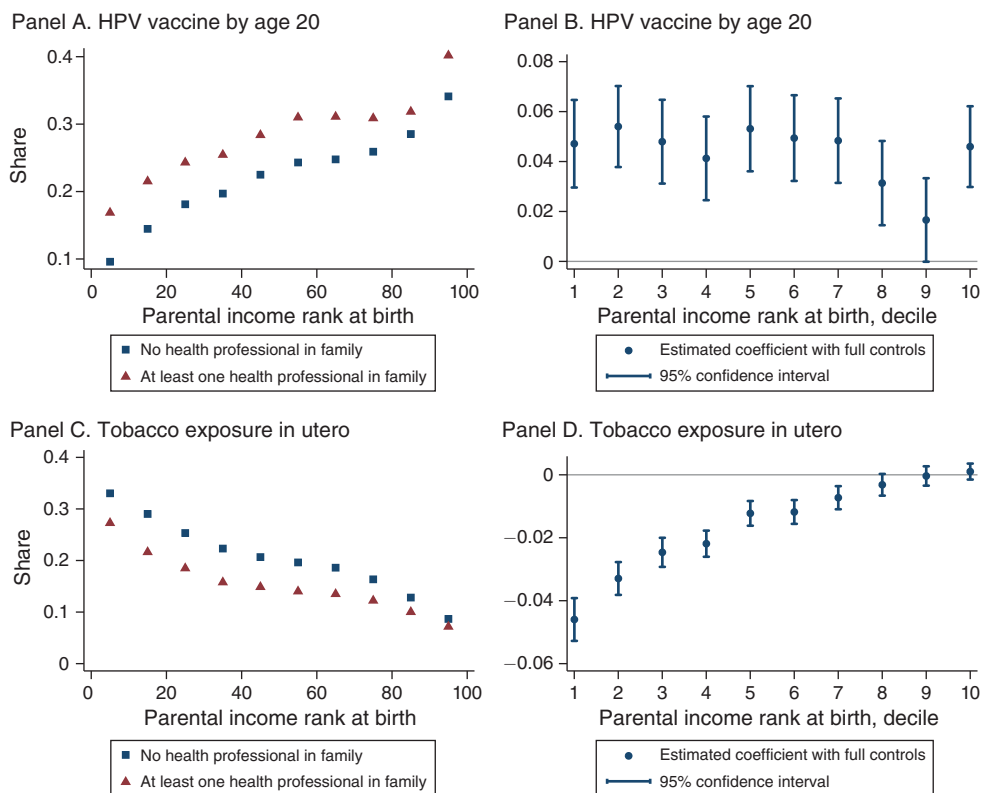 Panel A. HPV vaccine by age 20
0.4
0.3
0.2
0.1
Share
0 20 40 60 80 100
Parental income rank at birth
No health professional in family
At least one health professional in family
Panel B. HPV vaccine by age 20
0.08
0.06
0.04
0.02
0
1 2 3 4 5 6 7 8 9 10
Parental income rank at birth, decile
Estimated coefficient with full controls
95% confidence interval
Panel C. Tobacco exposure in utero
0.4
0.3
0.2
0.1
0
Share
0 20 40 60 80 100
Parental income rank at birth
No health professional in family
At least one health professional in family
Panel D. Tobacco exposure in utero
0
−0.02
−0.04
−0.06
1 2 3 4 5 6 7 8 9 10
Parental income rank at birth, decile
Estimated coefficient with full controls
95% confidence interval